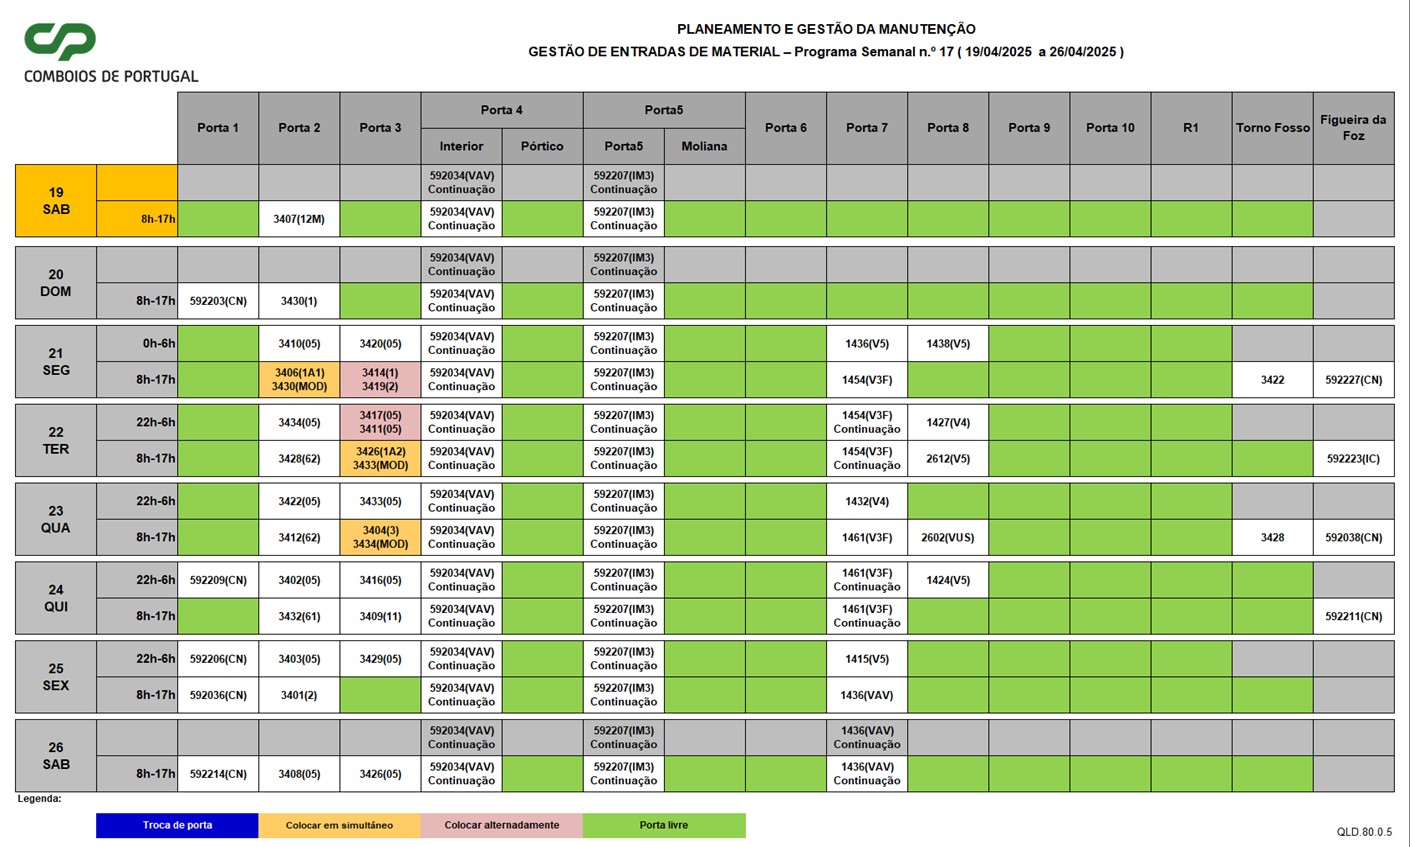 CP
COMBOIOS DE PORTUGAL
PLANEAMENTO E GESTÃO DA MANUTENÇÃO
GESTÃO DE ENTRADAS DE MATERIAL – Programa Semanal n.º 17 ( 19/04/2025 a 26/04/2025 )
Porta 1 Porta 2 Porta 3 Porta 4 Porta5 Porta 6 Porta 7 Porta 8 Porta 9 Porta 10 R1 Torno Fosso Figueira da Foz
Interior Pórtico Porta5 Moliana
19 SAB
592034(VAV) Continuação 592207(IM3) Continuação
8h-17h 3407(12M) 592034(VAV) Continuação 592207(IM3) Continuação
20 DOM
592034(VAV) Continuação 592207(IM3) Continuação
8h-17h 592203(CN) 3430(1) 592034(VAV) Continuação 592207(IM3) Continuação
21 SEG
0h-6h 3410(05) 3420(05) 592034(VAV) Continuação 592207(IM3) Continuação 1436(V5) 1438(V5)
8h-17h 3406(1A1) 3430(MOD) 3414(1) 3419(2) 592034(VAV) Continuação 592207(IM3) Continuação 1454(V3F) 3422 592227(CN)
22 TER
22h-6h 3434(05) 3417(05) 3411(05) 592034(VAV) Continuação 592207(IM3) Continuação 1454(V3F) Continuação 1427(V4)
8h-17h 3428(62) 3426(1A2) 3433(MOD) 592034(VAV) Continuação 592207(IM3) Continuação 1454(V3F) Continuação 2612(V5) 592223(IC)
23 QUA
22h-6h 3422(05) 3433(05) 592034(VAV) Continuação 592207(IM3) Continuação 1432(V4)
8h-17h 3412(62) 3404(3) 3434(MOD) 592034(VAV) Continuação 592207(IM3) Continuação 1461(V3F) 2602(VUS) 3428 592038(CN)
24 QUI
22h-6h 592209(CN) 3402(05) 3416(05) 592034(VAV) Continuação 592207(IM3) Continuação 1461(V3F) Continuação 1424(V5)
8h-17h 3432(61) 3409(11) 592034(VAV) Continuação 592207(IM3) Continuação 1461(V3F) Continuação 592211(CN)
25 SEX
22h-6h 592206(CN) 3403(05) 3429(05) 592034(VAV) Continuação 592207(IM3) Continuação 1415(V5)
8h-17h 592036(CN) 3401(2) 592034(VAV) Continuação 592207(IM3) Continuação 1436(VAV)
26 SAB
592034(VAV) Continuação 592207(IM3) Continuação 1436(VAV) Continuação
8h-17h 592214(CN) 3408(05) 3426(05) 592034(VAV) Continuação 592207(IM3) Continuação 1436(VAV) Continuação
Legenda:
Troca de porta Colocar em simultâneo Colocar alternadamente Porta livre
QLD.80.0.5